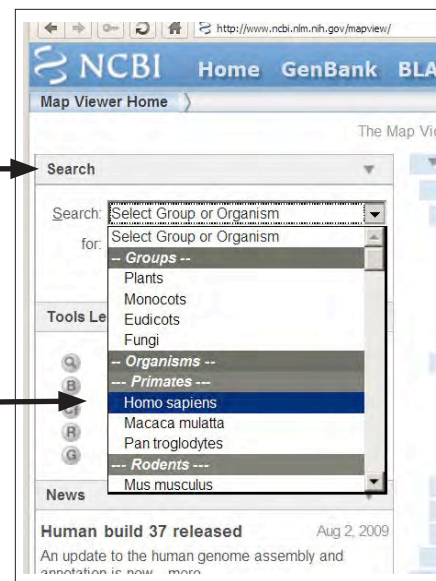 http://www.ncbi.nlm.nih.gov/mapview/
NCBI Home GenBank BLA
Map Viewer Home
The Map Vi
Search
Search: Select Group or Organism
for: Select Group or Organism
-- Groups --
Plants
Monocots
Eudicots
Fungi
-- Organisms --
--- Primates ---
Homo sapiens
Macaca mulatta
Pan troglodytes
--- Rodents ---
Mus musculus
Tools Le
B
R
G
News
Human build 37 released Aug 2, 2009
An update to the human genome assembly and
annotation is now more